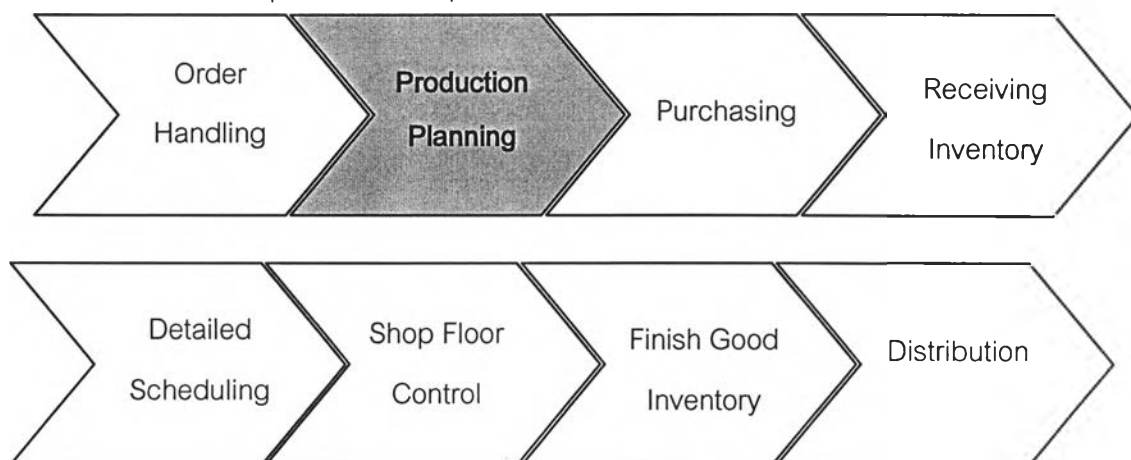 Order
Handling
Production
Planning
Purchasing
Receiving
Inventory
Detailed
Scheduling
Shop Floor
Control
Finish Good
Inventory
Distribution